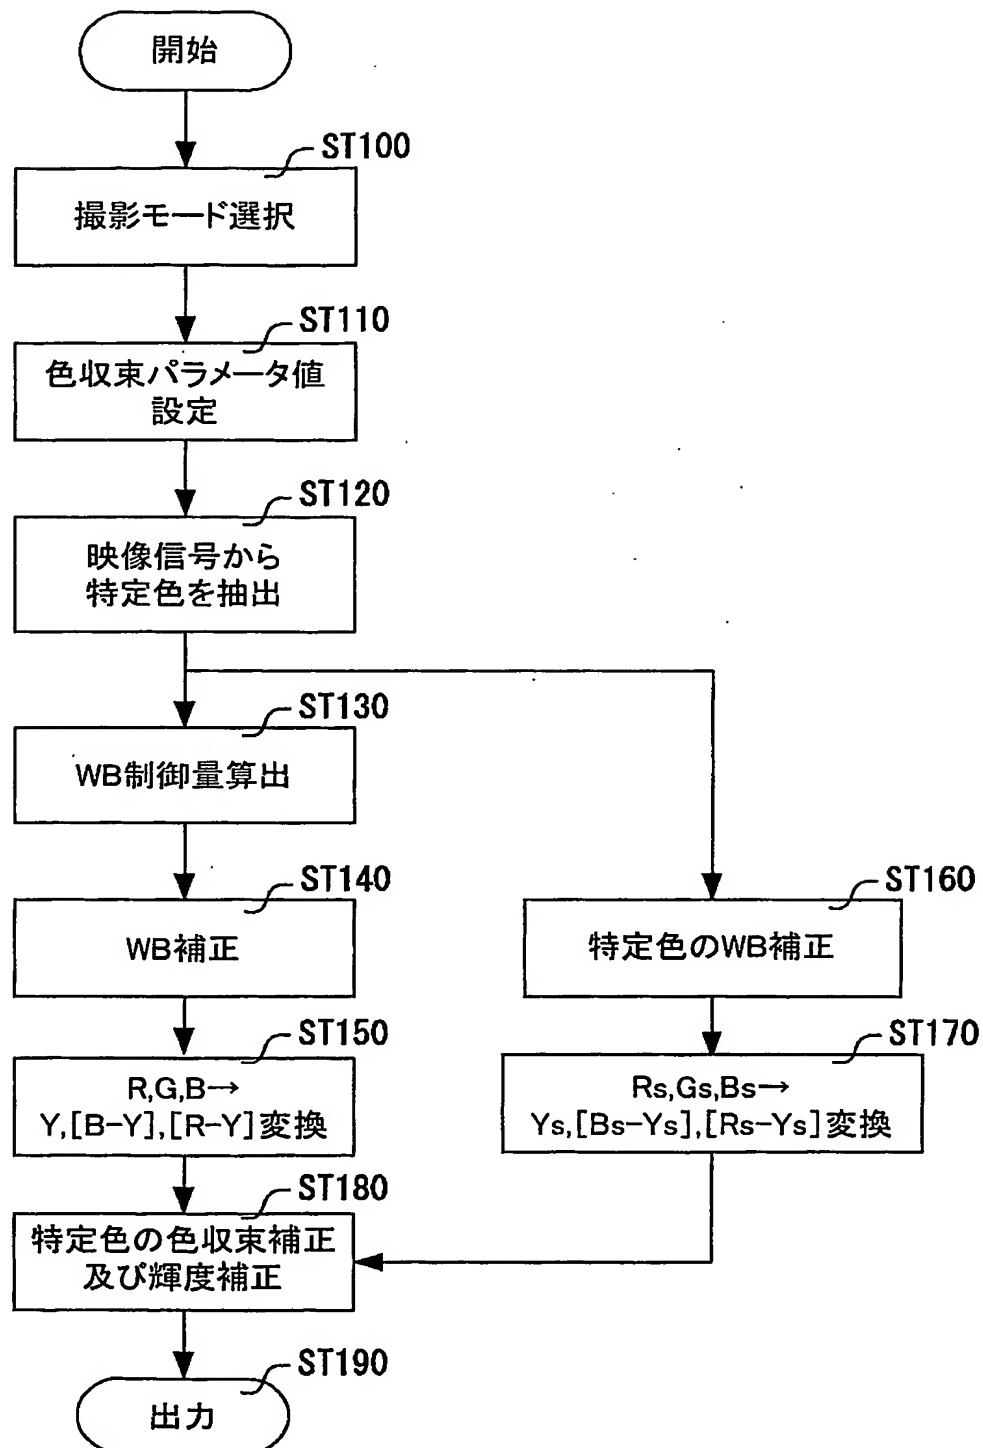 開始
ST100
撮影モード選択
ST110
色収束パラメータ値
設定
ST120
映像信号から
特定色を抽出
ST130
WB制御量算出
ST140
WB補正
ST160
特定色のWB補正
ST150
R,G,B→
Y,[B-Y],[R-Y]変換
ST170
Rs,Gs,Bs→
Ys,[Bs-Ys],[Rs-Ys]変換
ST180
特定色の色収束補正
及び輝度補正
ST190
出力